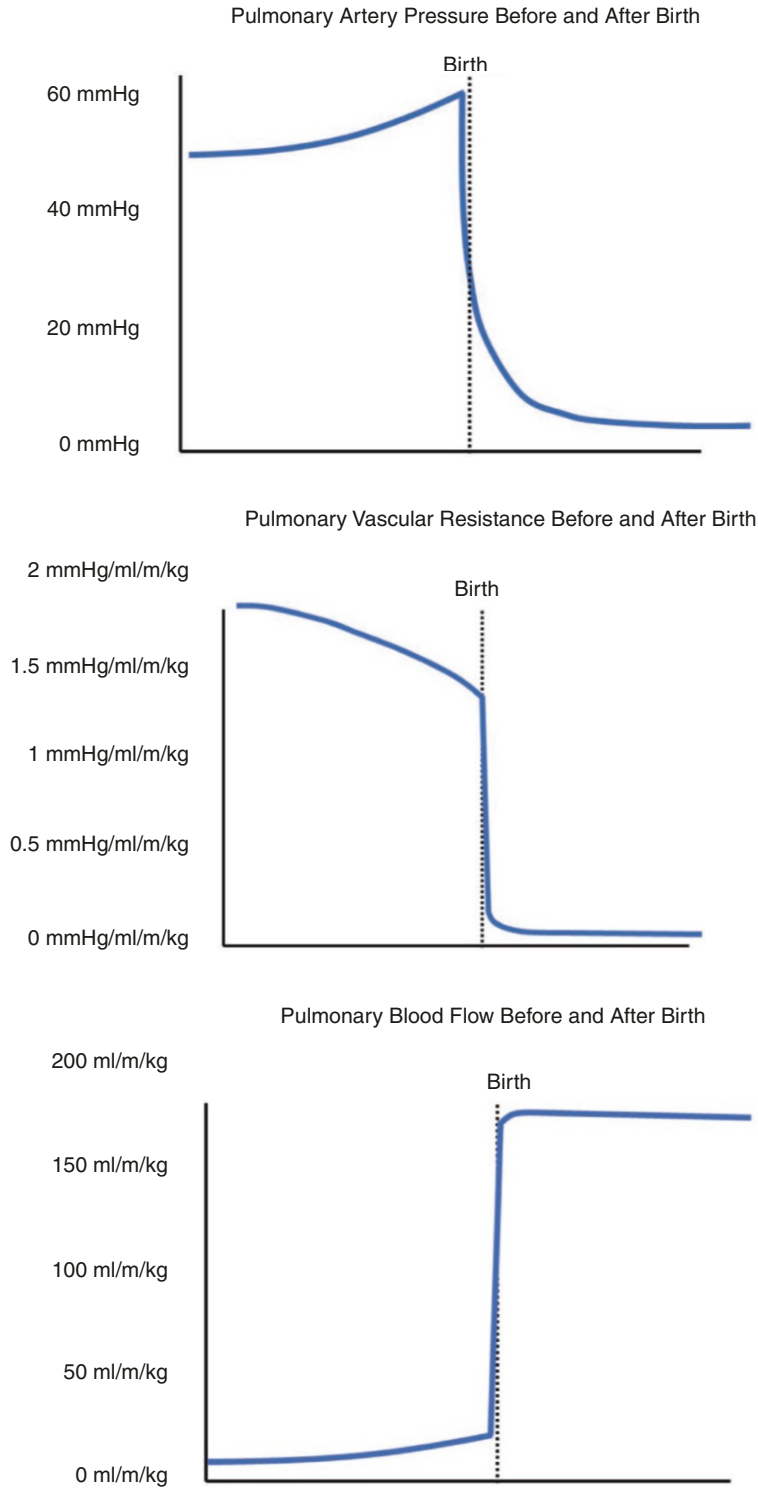 Pulmonary Artery Pressure Before and After Birth
Birth
60 mmHg
40 mmHg
20 mmHg
0 mmHg
Pulmonary Vascular Resistance Before and After Birth
2 mmHg/ml/m/kg
Birth
1.5 mmHg/ml/m/kg
1 mmHg/ml/m/kg
0.5 mmHg/ml/m/kg
0 mmHg/ml/m/kg
Pulmonary Blood Flow Before and After Birth
200 ml/m/kg
Birth
150 ml/m/kg
100 ml/m/kg
50 ml/m/kg
0 ml/m/kg